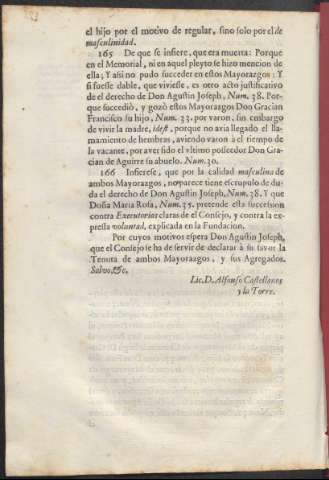 el hijo por el motivo de regular, sino solo por el de
masculinidad.
165 De que se infiere, que era muerta: Porque
en el Memorial, ni en aquel pleyto se hizo mencion de
ella; Y assi no pudo succeder en estos Mayorazgos: Y
si fuesse dable, que viviesse, es otro acto justificativo
de el derecho de Don Agustin Joseph, Num. 38. Por-
que succediò, y gozò estos Mayorazgos Don Gracian
Francisco su hijo, Num. 33. por varon, sin embargo
de vivir la madre, idest, porque no avia llegado el lla-
mamiento de hembras, aviendo varon à el tiempo de
la vacante, por aver sido el vltimo posseedor Don Gra-
cian de Aguirre su abuelo. Num. 20.
166 Infierese, que por la calidad masculina de
ambos Mayorazgos, no parece tiene escrupulo de du-
da el derecho de Don Agustin Joseph, Num. 38. Y que
Doña Maria Rosa, Num. 35. pretende esta succession
contra Executorias claras de el Consejo, y contra la ex-
pressa voluntad, explicada en la Fundacion.
Por cuyos motivos espera Don Agustin Joseph,
que el Consejo se ha de servir de declarar à su favor la
Tenuta de ambos Mayorazgos, y sus Agregados.
Salvo, &c.
Lic. D. Alfonso Castellanos
y la Torre.